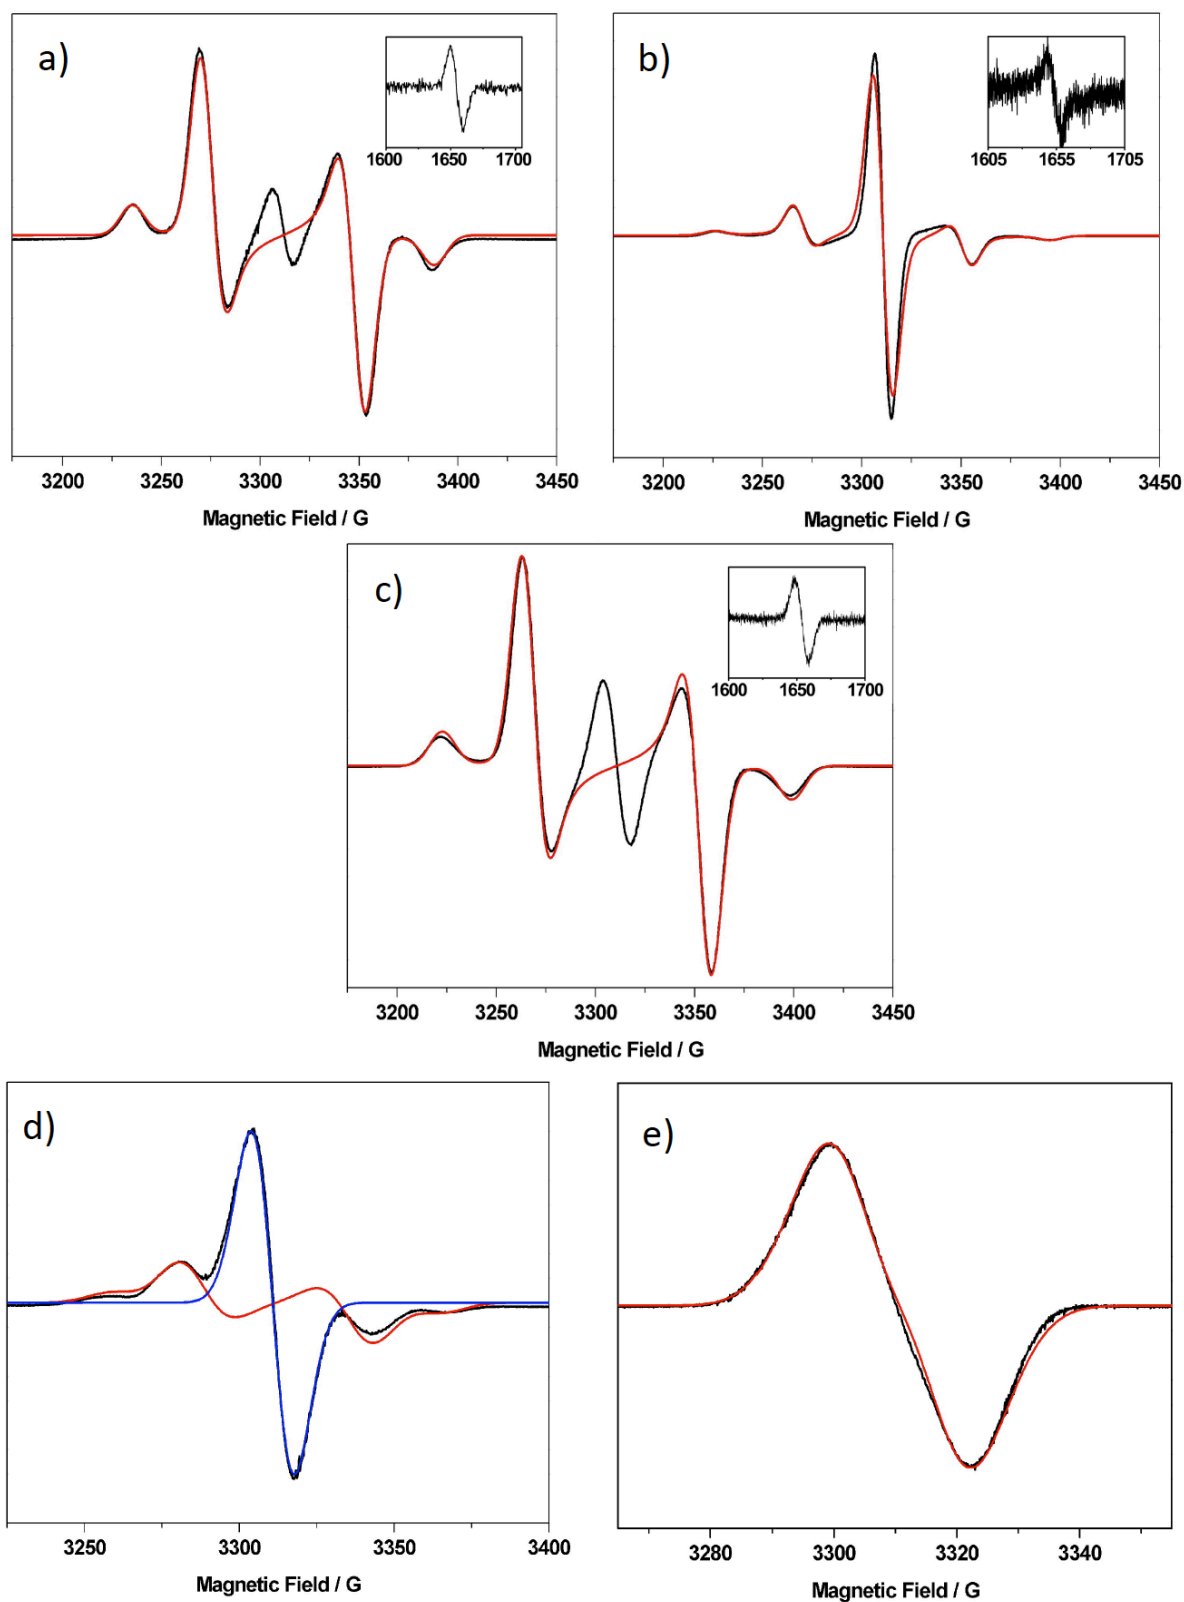 a)
1600 1650 1700
3200 3250 3300 3350 3400 3450
Magnetic Field / G
b)
1605 1655 1705
3200 3250 3300 3350 3400 3450
Magnetic Field / G
c)
1600 1650 1700
3200 3250 3300 3350 3400 3450
Magnetic Field / G
d)
3250 3300 3350 3400
Magnetic Field / G
e)
3280 3300 3320 3340
Magnetic Field / G